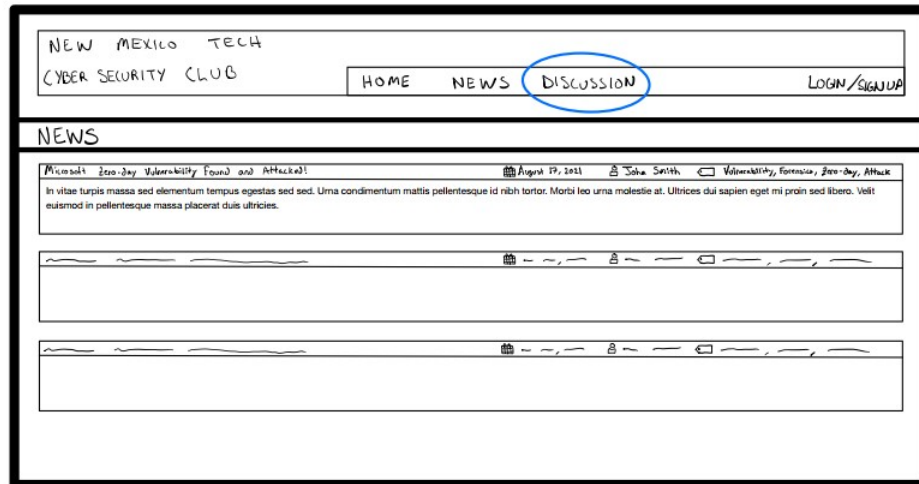 NEW MEXICO TECH
CYBER SECURITY CLUB
HOME NEWS DISCUSSION LOGIN/SIGNUP
NEWS
Microsoft Zero-day Vulnerability Found and Attacked! August 17, 2021 John Smith Vulnerability, Forensics, Zero-day, Attack
In vitae turpis massa sed elementum tempus egestas sed sed. Urna condimentum mattis pellentesque id nibh tortor. Morbi leo urna molestie at. Ultrices dui sapien eget mi proin sed libero. Velit
euismod in pellentesque massa placerat duis ultricies.